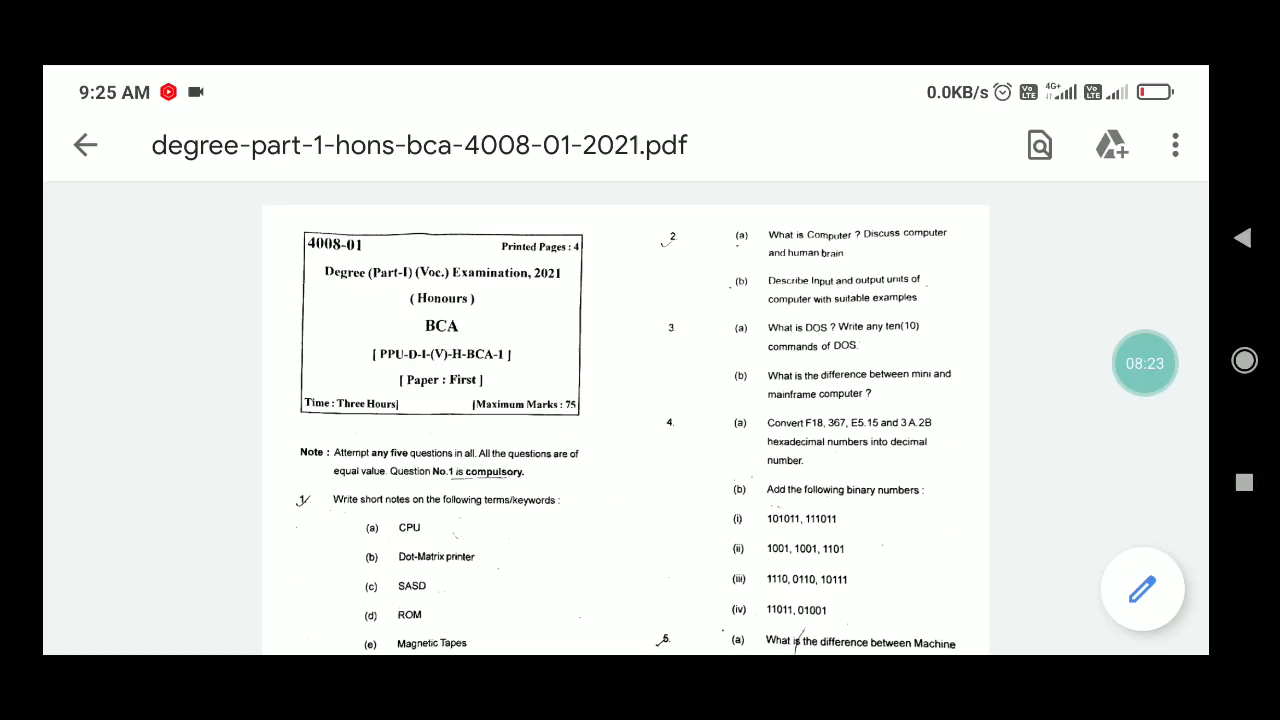 9:25 AM
0.0KB/s Vo LTE 4G+ Vo LTE
degree-part-1-hons-bca-4008-01-2021.pdf
4008-01 Printed Pages : 4
Degree (Part-I) (Voc.) Examination, 2021
( Honours )
BCA
[ PPU-D-I-(V)-H-BCA-1 ]
[ Paper : First ]
Time : Three Hours] [Maximum Marks : 75
Note : Attempt any five questions in all. All the questions are of
equal value. Question No.1 is compulsory.
1. Write short notes on the following terms/keywords :
(a) CPU
(b) Dot-Matrix printer
(c) SASD
(d) ROM
(e) Magnetic Tapes
2. (a) What is Computer ? Discuss computer
and human brain
(b) Describe Input and output units of
computer with suitable examples.
3. (a) What is DOS ? Write any ten(10)
commands of DOS.
(b) What is the difference between mini and
mainframe computer ?
4. (a) Convert F18, 367, E5.15 and 3 A.2B
hexadecimal numbers into decimal
number.
(b) Add the following binary numbers :
(i) 101011, 111011
(ii) 1001, 1001, 1101
(iii) 1110, 0110, 10111
(iv) 11011, 01001
5. (a) What is the difference between Machine
08:23